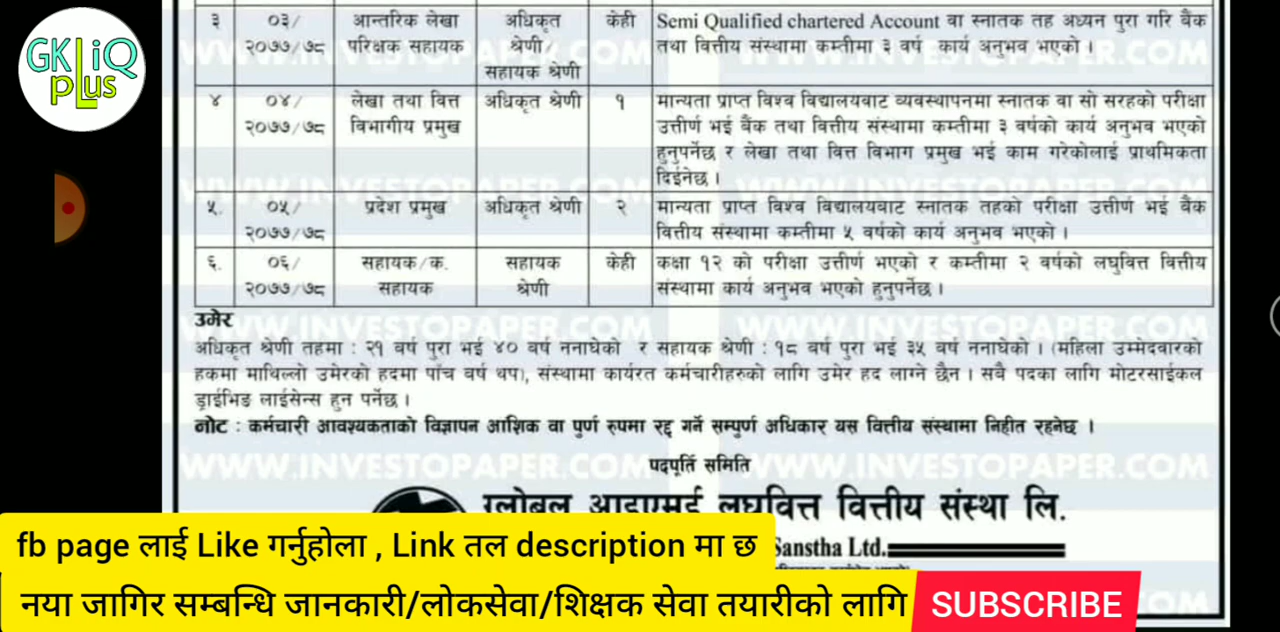 GK iQ
plus
३ ०३/ आन्तरिक लेखा अधिकृत केही Semi Qualified chartered Account वा स्नातक तह अध्यन पुरा गरि बैंक
२०७७/७८ परिक्षक सहायक श्रेणी/ तथा वित्तीय संस्थामा कम्तीमा ३ वर्ष कार्य अनुभव भएको ।
सहायक श्रेणी
४ ०४/ लेखा तथा वित्त अधिकृत श्रेणी १ मान्यता प्राप्त विश्व विद्यालयबाट व्यवस्थापनमा स्नातक वा सो सरहको परीक्षा
२०७७/७८ विभागीय प्रमुख उत्तीर्ण भई बैंक तथा वित्तीय संस्थामा कम्तीमा ३ वर्षको कार्य अनुभव भएको
हुनुपर्नेछ र लेखा तथा वित्त विभाग प्रमुख भई काम गरेकोलाई प्राथमिकता
दिईनेछ ।
५. ०५/ प्रदेश प्रमुख अधिकृत श्रेणी २ मान्यता प्राप्त विश्व विद्यालयबाट स्नातक तहको परीक्षा उत्तीर्ण भई बैंक
२०७७/७८ वित्तीय संस्थामा कम्तीमा ५ वर्षको कार्य अनुभव भएको ।
६. ०६/ सहायक/क. सहायक केही कक्षा १२ को परीक्षा उत्तीर्ण भएको र कम्तीमा २ वर्षको लघुवित्त वित्तीय
२०७७/७८ सहायक श्रेणी संस्थामा कार्य अनुभव भएको हुनुपर्नेछ ।
उमेर
अधिकृत श्रेणी तहमा : २१ वर्ष पुरा भई ४० वर्ष ननाघेको र सहायक श्रेणी : १८ वर्ष पुरा भई ३५ वर्ष ननाघेको । (महिला उम्मेदवारको
हकमा माथिल्लो उमेरको हदमा पाँच वर्ष थप), संस्थामा कार्यरत कर्मचारीहरुको लागि उमेर हद लाग्ने छैन । सबै पदका लागि मोटरसाईकल
ड्राईभिङ लाईसेन्स हुन पर्नेछ ।
नोट : कर्मचारी आवश्यकताको विज्ञापन आंशिक वा पुर्ण रुपमा रद्द गर्ने सम्पुर्ण अधिकार यस वित्तीय संस्थामा निहीत रहनेछ ।
WWW.INVESTOPAPER.COM WWW.INVESTOPAPER.COM
पदपूर्ति समिति
ग्लोबल आइएमई लघुवित्त वित्तीय संस्था लि.
Sanstha Ltd.
fb page लाई Like गर्नुहोला , Link तल description मा छ
नया जागिर सम्बन्धि जानकारी/लोकसेवा/शिक्षक सेवा तयारीको लागि SUBSCRIBE